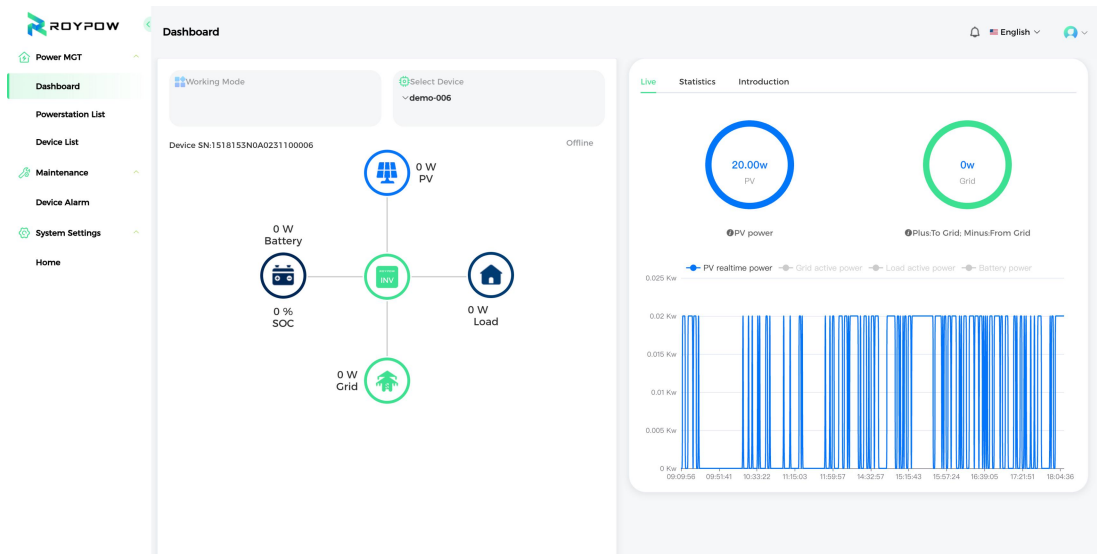 ROYPOW
Power MGT
Dashboard
Powerstation List
Device List
Maintenance
Device Alarm
System Settings
Home
Dashboard
English
Working Mode
Select Device
demo-006
Device SN:1518153N0A0231100006
Offline
0 W
PV
0 W
Battery
INV
0 %
SOC
0 W
Load
0 W
Grid
Live Statistics Introduction
20.00w
PV
0w
Grid
PV power
Plus:To Grid; Minus:From Grid
PV realtime power Grid active power Load active power Battery power
0.025 Kw
0.02 Kw
0.015 Kw
0.01 Kw
0.005 Kw
0 Kw
09:09:56 09:51:41 10:33:22 11:15:03 11:59:57 14:32:57 15:15:43 15:57:24 16:39:05 17:21:51 18:04:36